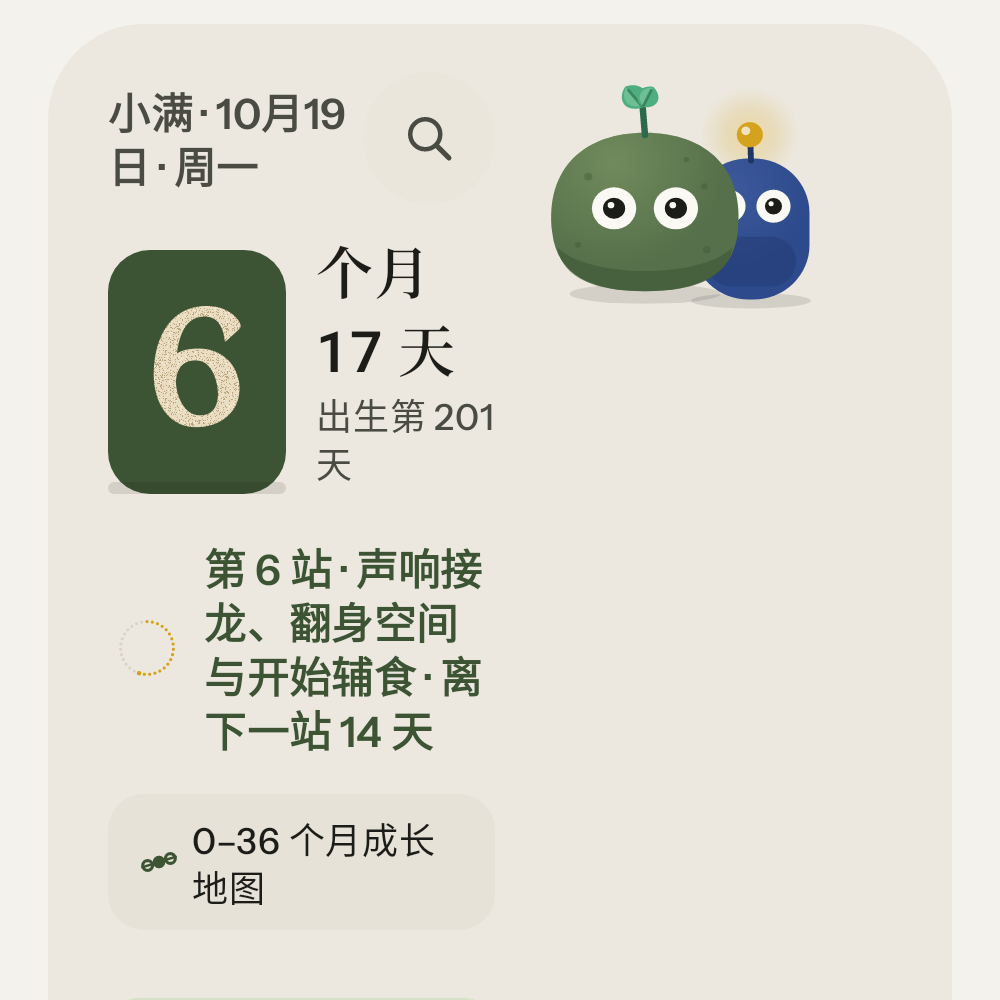 小满·10月19
日·周一
6
个月
17 天
出生第 201
天
第 6 站·声响接
龙、翻身空间
与开始辅食·离
下一站 14 天
0–36 个月成长
地图